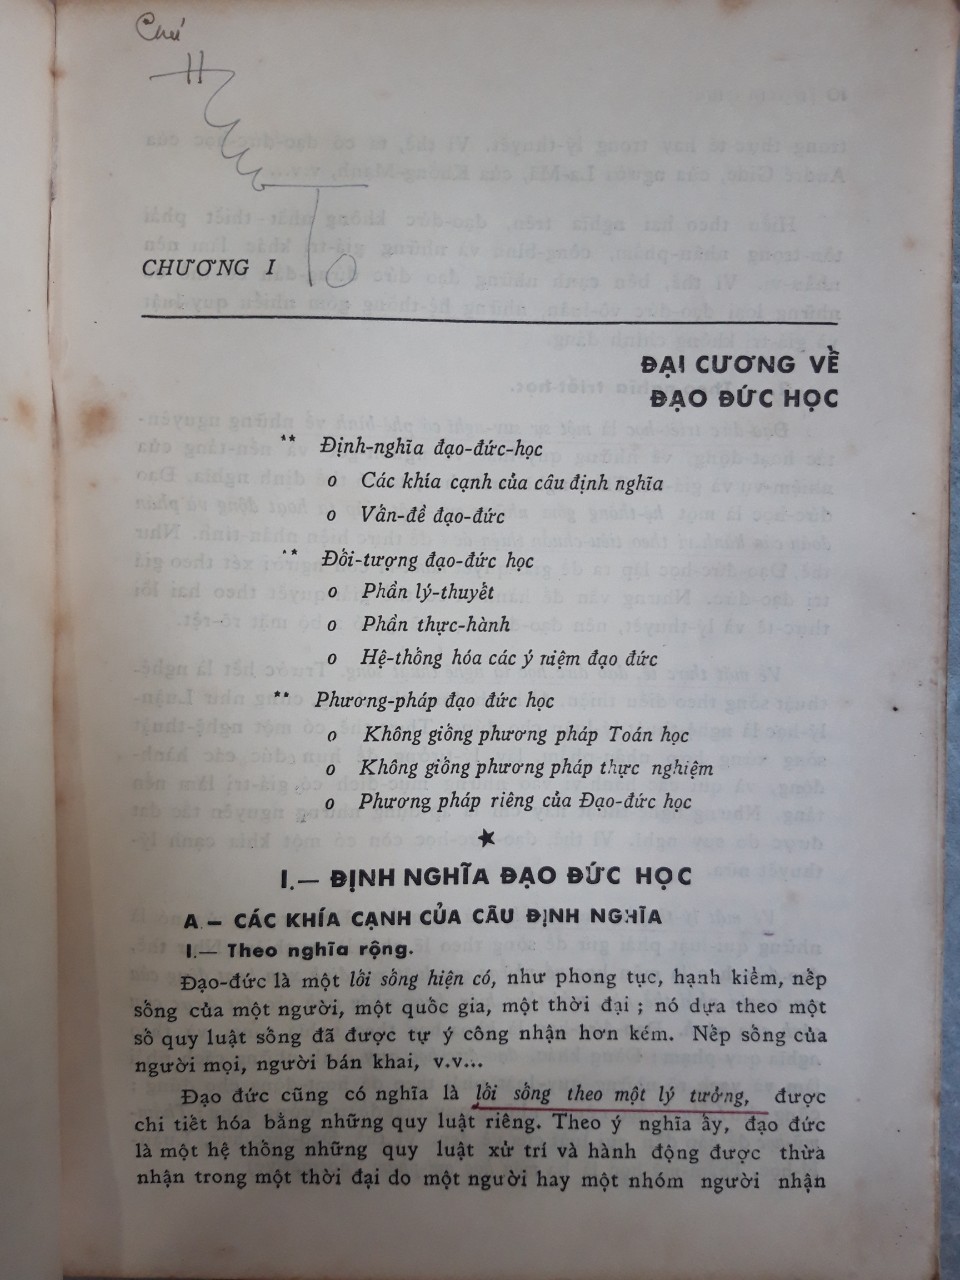 Chú
CHƯƠNG I
ĐẠI CƯƠNG VỀ
ĐẠO ĐỨC HỌC
** Định-nghĩa đạo-đức-học
o Các khía cạnh của câu định nghĩa
o Vấn-đề đạo-đức
** Đối-tượng đạo-đức học
o Phần lý-thuyết
o Phần thực-hành
o Hệ-thống hóa các ý niệm đạo đức
** Phương-pháp đạo đức học
o Không giống phương pháp Toán học
o Không giống phương pháp thực nghiệm
o Phương pháp riêng của Đạo-đức học
★
I.— ĐỊNH NGHĨA ĐẠO ĐỨC HỌC
A — CÁC KHÍA CẠNH CỦA CÂU ĐỊNH NGHĨA
I.— Theo nghĩa rộng.
Đạo-đức là một lối sống hiện có, như phong tục, hạnh kiểm, nếp
sống của một người, một quốc gia, một thời đại ; nó dựa theo một
số quy luật sống đã được tự ý công nhận hơn kém. Nếp sống của
người mọi, người bán khai, v.v...
Đạo đức cũng có nghĩa là lối sống theo một lý tưởng, được
chi tiết hóa bằng những quy luật riêng. Theo ý nghĩa ấy, đạo đức
là một hệ thống những quy luật xử trí và hành động được thừa
nhận trong một thời đại do một người hay một nhóm người nhận